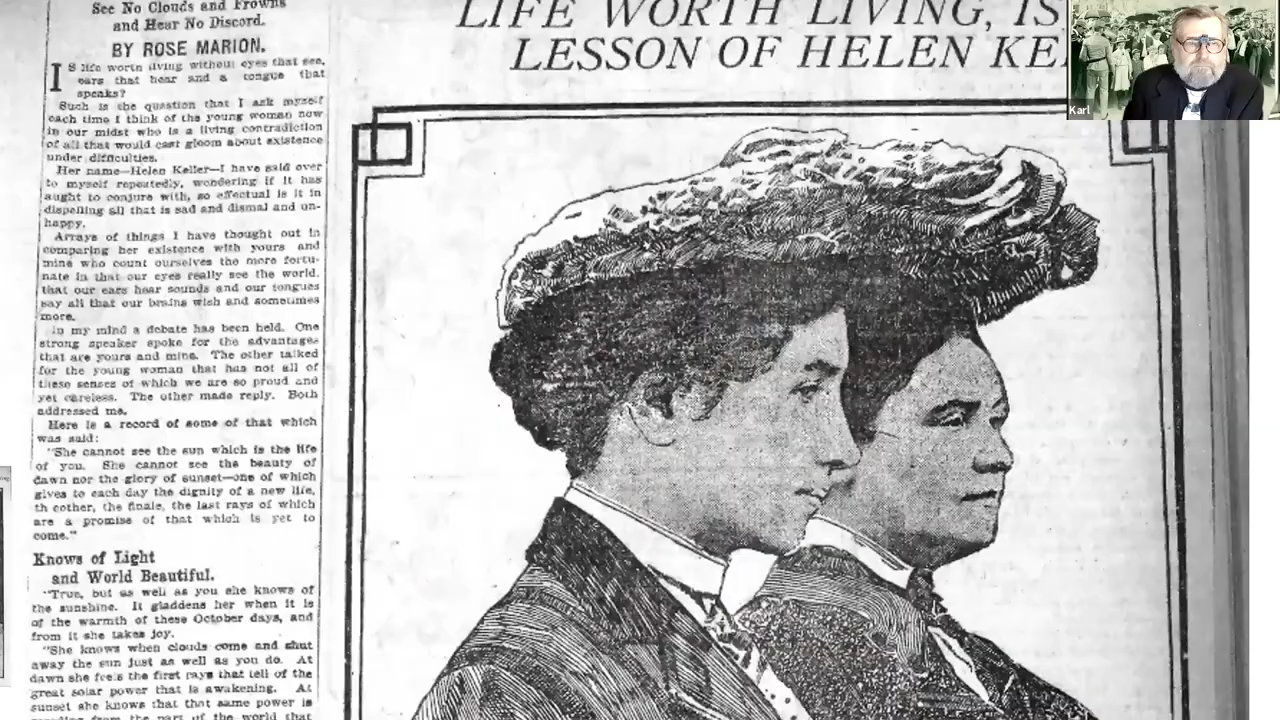 See No Clouds and Frowns
and Hear No Discord.
BY ROSE MARION.
IS life worth living without eyes that see,
ears that hear and a tongue that
speaks?
Such is the question that I ask myself
each time I think of the young woman now
in our midst who is a living contradiction
of all that would cast gloom about existence
under difficulties.
Her name—Helen Keller—I have said over
to myself repeatedly, wondering if it has
aught to conjure with, so effectual is it in
dispelling all that is sad and dismal and un-
happy.
Arrays of things I have thought out in
comparing her existence with yours and
mine who count ourselves the more fortu-
nate in that our eyes really see the world,
that our ears hear sounds and our tongues
say all that our brains wish and sometimes
more.
In my mind a debate has been held. One
strong speaker spoke for the advantages
that are yours and mine. The other talked
for the young woman that has not all of
these senses of which we are so proud and
yet careless. The other made reply. Both
addressed me.
Here is a record of some of that which
was said:
"She cannot see the sun which is the life
of you. She cannot see the beauty of
dawn nor the glory of sunset—one of which
gives to each day the dignity of a new life,
th cother, the finale, the last rays of which
are a promise of that which is yet to
come."
Knows of Light
and World Beautiful.
"True, but as well as you she knows of
the sunshine. It gladdens her when it is
of the warmth of these October days, and
from it she takes joy.
"She knows when clouds come and shut
away the sun just as well as you do. At
dawn she feels the first rays that tell of the
great solar power that is awakening. At
sunset she knows that that same power is
from the part of the world that
LIFE WORTH LIVING, IS
LESSON OF HELEN KE
Karl